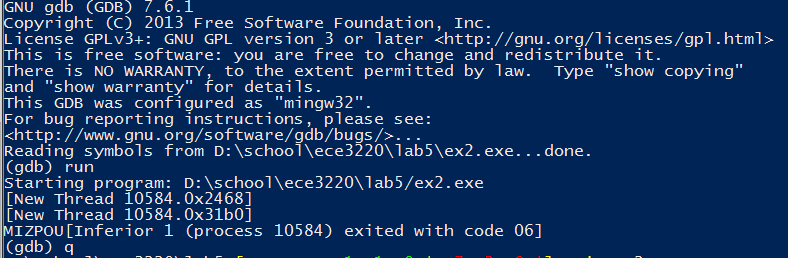 GNU gdb (GDB) 7.6.1
Copyright (C) 2013 Free Software Foundation, Inc.
License GPLv3+: GNU GPL version 3 or later <http://gnu.org/licenses/gpl.html>
This is free software: you are free to change and redistribute it.
There is NO WARRANTY, to the extent permitted by law.  Type "show copying"
and "show warranty" for details.
This GDB was configured as "mingw32".
For bug reporting instructions, please see:
<http://www.gnu.org/software/gdb/bugs/>...
Reading symbols from D:\school\ece3220\lab5\ex2.exe...done.
(gdb) run
Starting program: D:\school\ece3220\lab5/ex2.exe
[New Thread 10584.0x2468]
[New Thread 10584.0x31b0]
MIZPOU[Inferior 1 (process 10584) exited with code 06]
(gdb) q